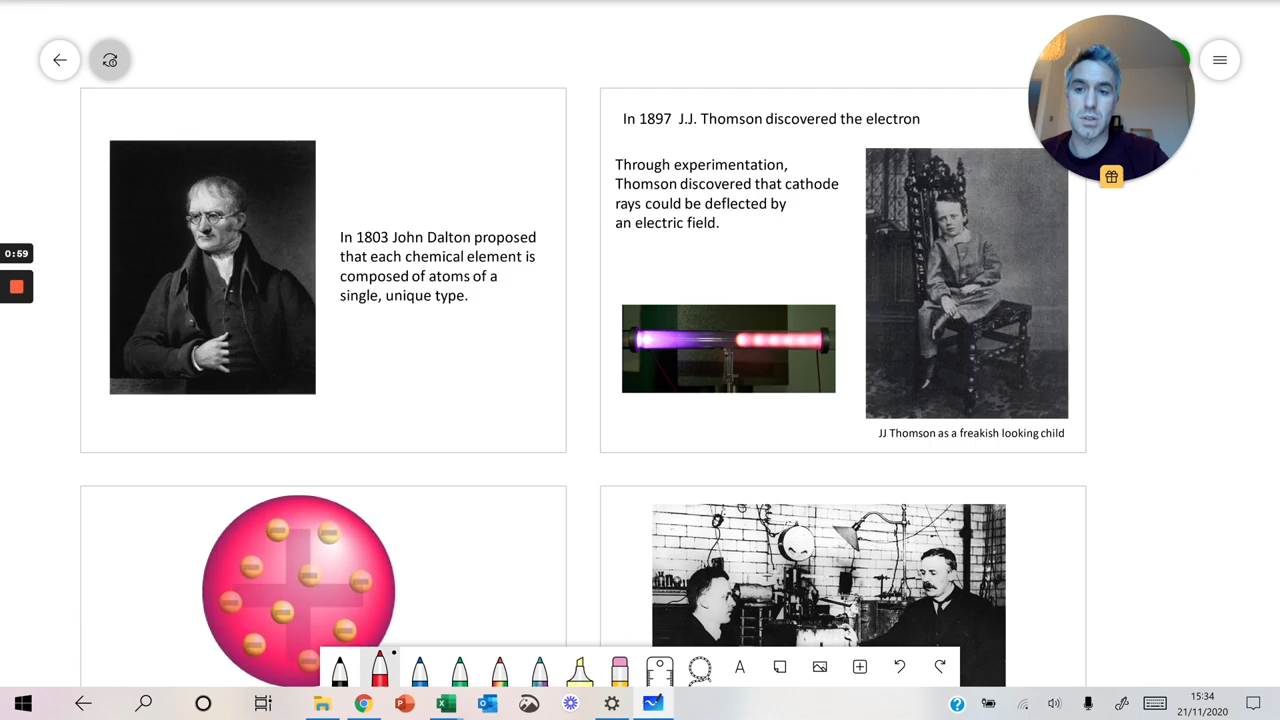 In 1897 J.J. Thomson discovered the electron
Through experimentation,
Thomson discovered that cathode
rays could be deflected by
an electric field.
In 1803 John Dalton proposed
that each chemical element is
composed of atoms of a
single, unique type.
0:59
JJ Thomson as a freakish looking child
A
15:34
21/11/2020